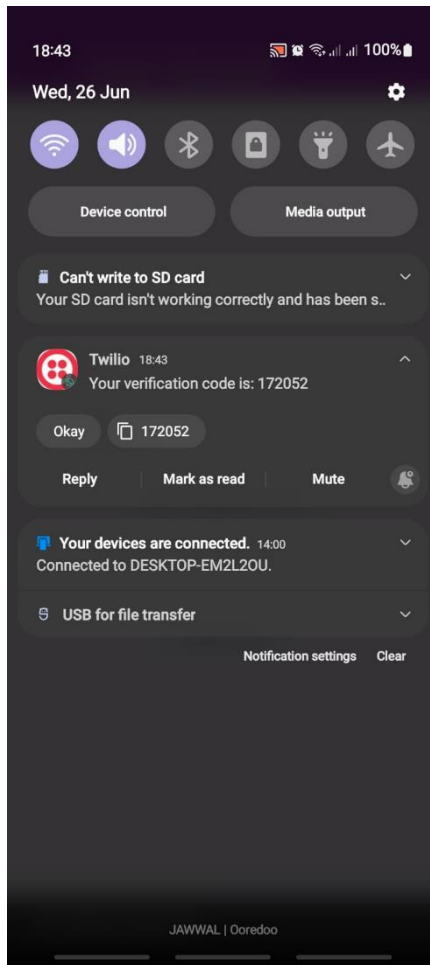 18:43 100%
Wed, 26 Jun
Device control Media output
Can't write to SD card
Your SD card isn't working correctly and has been s..
Twilio 18:43
Your verification code is: 172052
Okay 172052
Reply Mark as read Mute
Your devices are connected. 14:00
Connected to DESKTOP-EM2L2OU.
USB for file transfer
Notification settings Clear
JAWWAL | Ooredoo